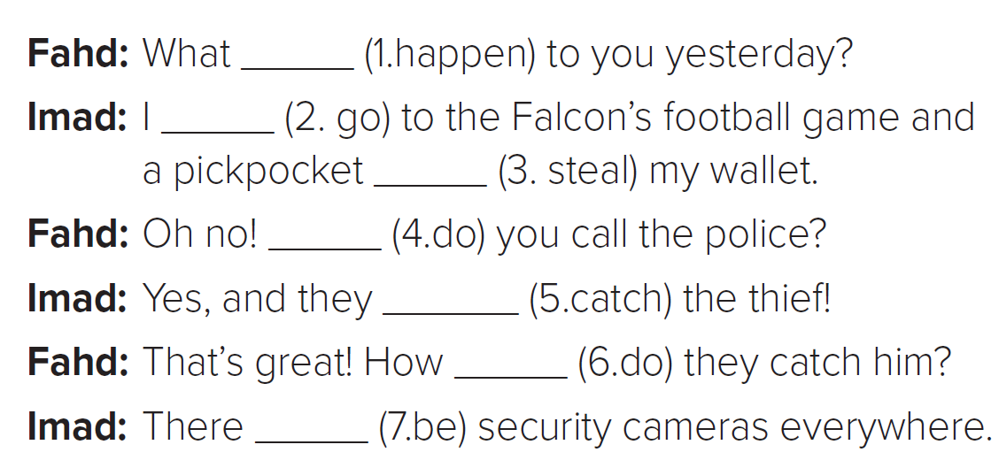 Fahd: What ______ (1.happen) to you yesterday?
Imad: I ______ (2. go) to the Falcon’s football game and
a pickpocket ______ (3. steal) my wallet.
Fahd: Oh no! ______ (4.do) you call the police?
Imad: Yes, and they _______ (5.catch) the thief!
Fahd: That’s great! How ______ (6.do) they catch him?
Imad: There ______ (7.be) security cameras everywhere.